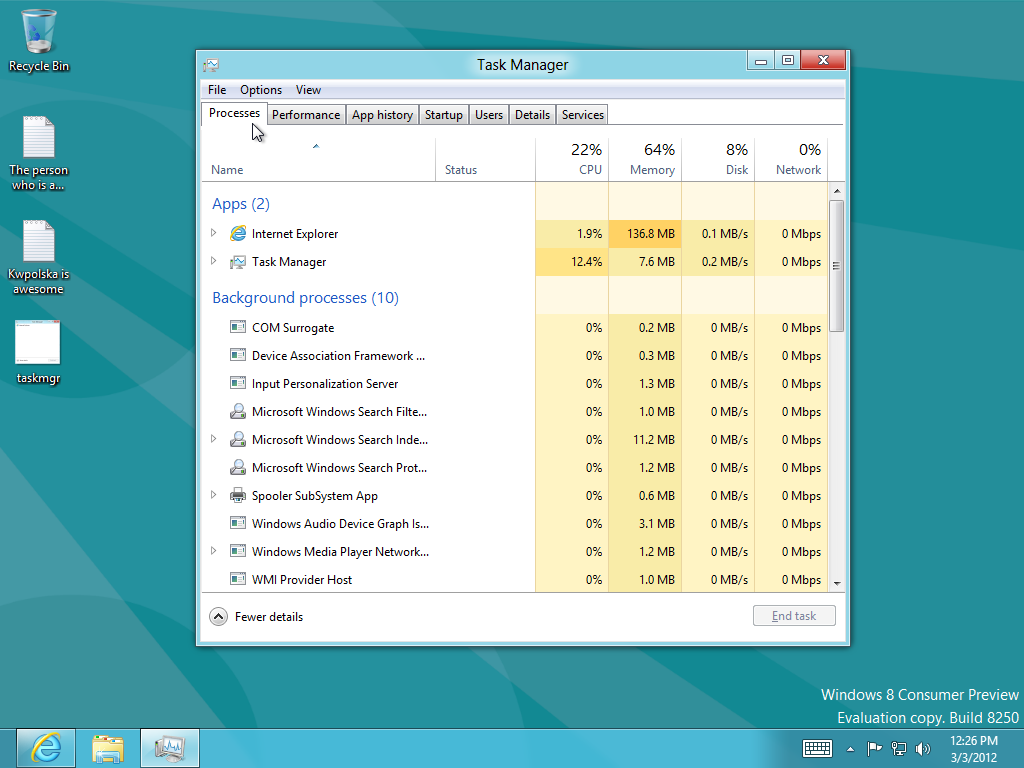 Recycle Bin
The person
who is a...
Kwpolska is
awesome
taskmgr
Task Manager
File Options View
Processes Performance App history Startup Users Details Services
22% 64% 8% 0%
Name Status CPU Memory Disk Network
Apps (2)
Internet Explorer 1.9% 136.8 MB 0.1 MB/s 0 Mbps
Task Manager 12.4% 7.6 MB 0.2 MB/s 0 Mbps
Background processes (10)
COM Surrogate 0% 0.2 MB 0 MB/s 0 Mbps
Device Association Framework ... 0% 0.3 MB 0 MB/s 0 Mbps
Input Personalization Server 0% 1.3 MB 0 MB/s 0 Mbps
Microsoft Windows Search Filte... 0% 1.0 MB 0 MB/s 0 Mbps
Microsoft Windows Search Inde... 0% 11.2 MB 0 MB/s 0 Mbps
Microsoft Windows Search Prot... 0% 1.2 MB 0 MB/s 0 Mbps
Spooler SubSystem App 0% 0.6 MB 0 MB/s 0 Mbps
Windows Audio Device Graph Is... 0% 3.1 MB 0 MB/s 0 Mbps
Windows Media Player Network... 0% 1.2 MB 0 MB/s 0 Mbps
WMI Provider Host 0% 1.0 MB 0 MB/s 0 Mbps
Fewer details End task
Windows 8 Consumer Preview
Evaluation copy. Build 8250
12:26 PM
3/3/2012